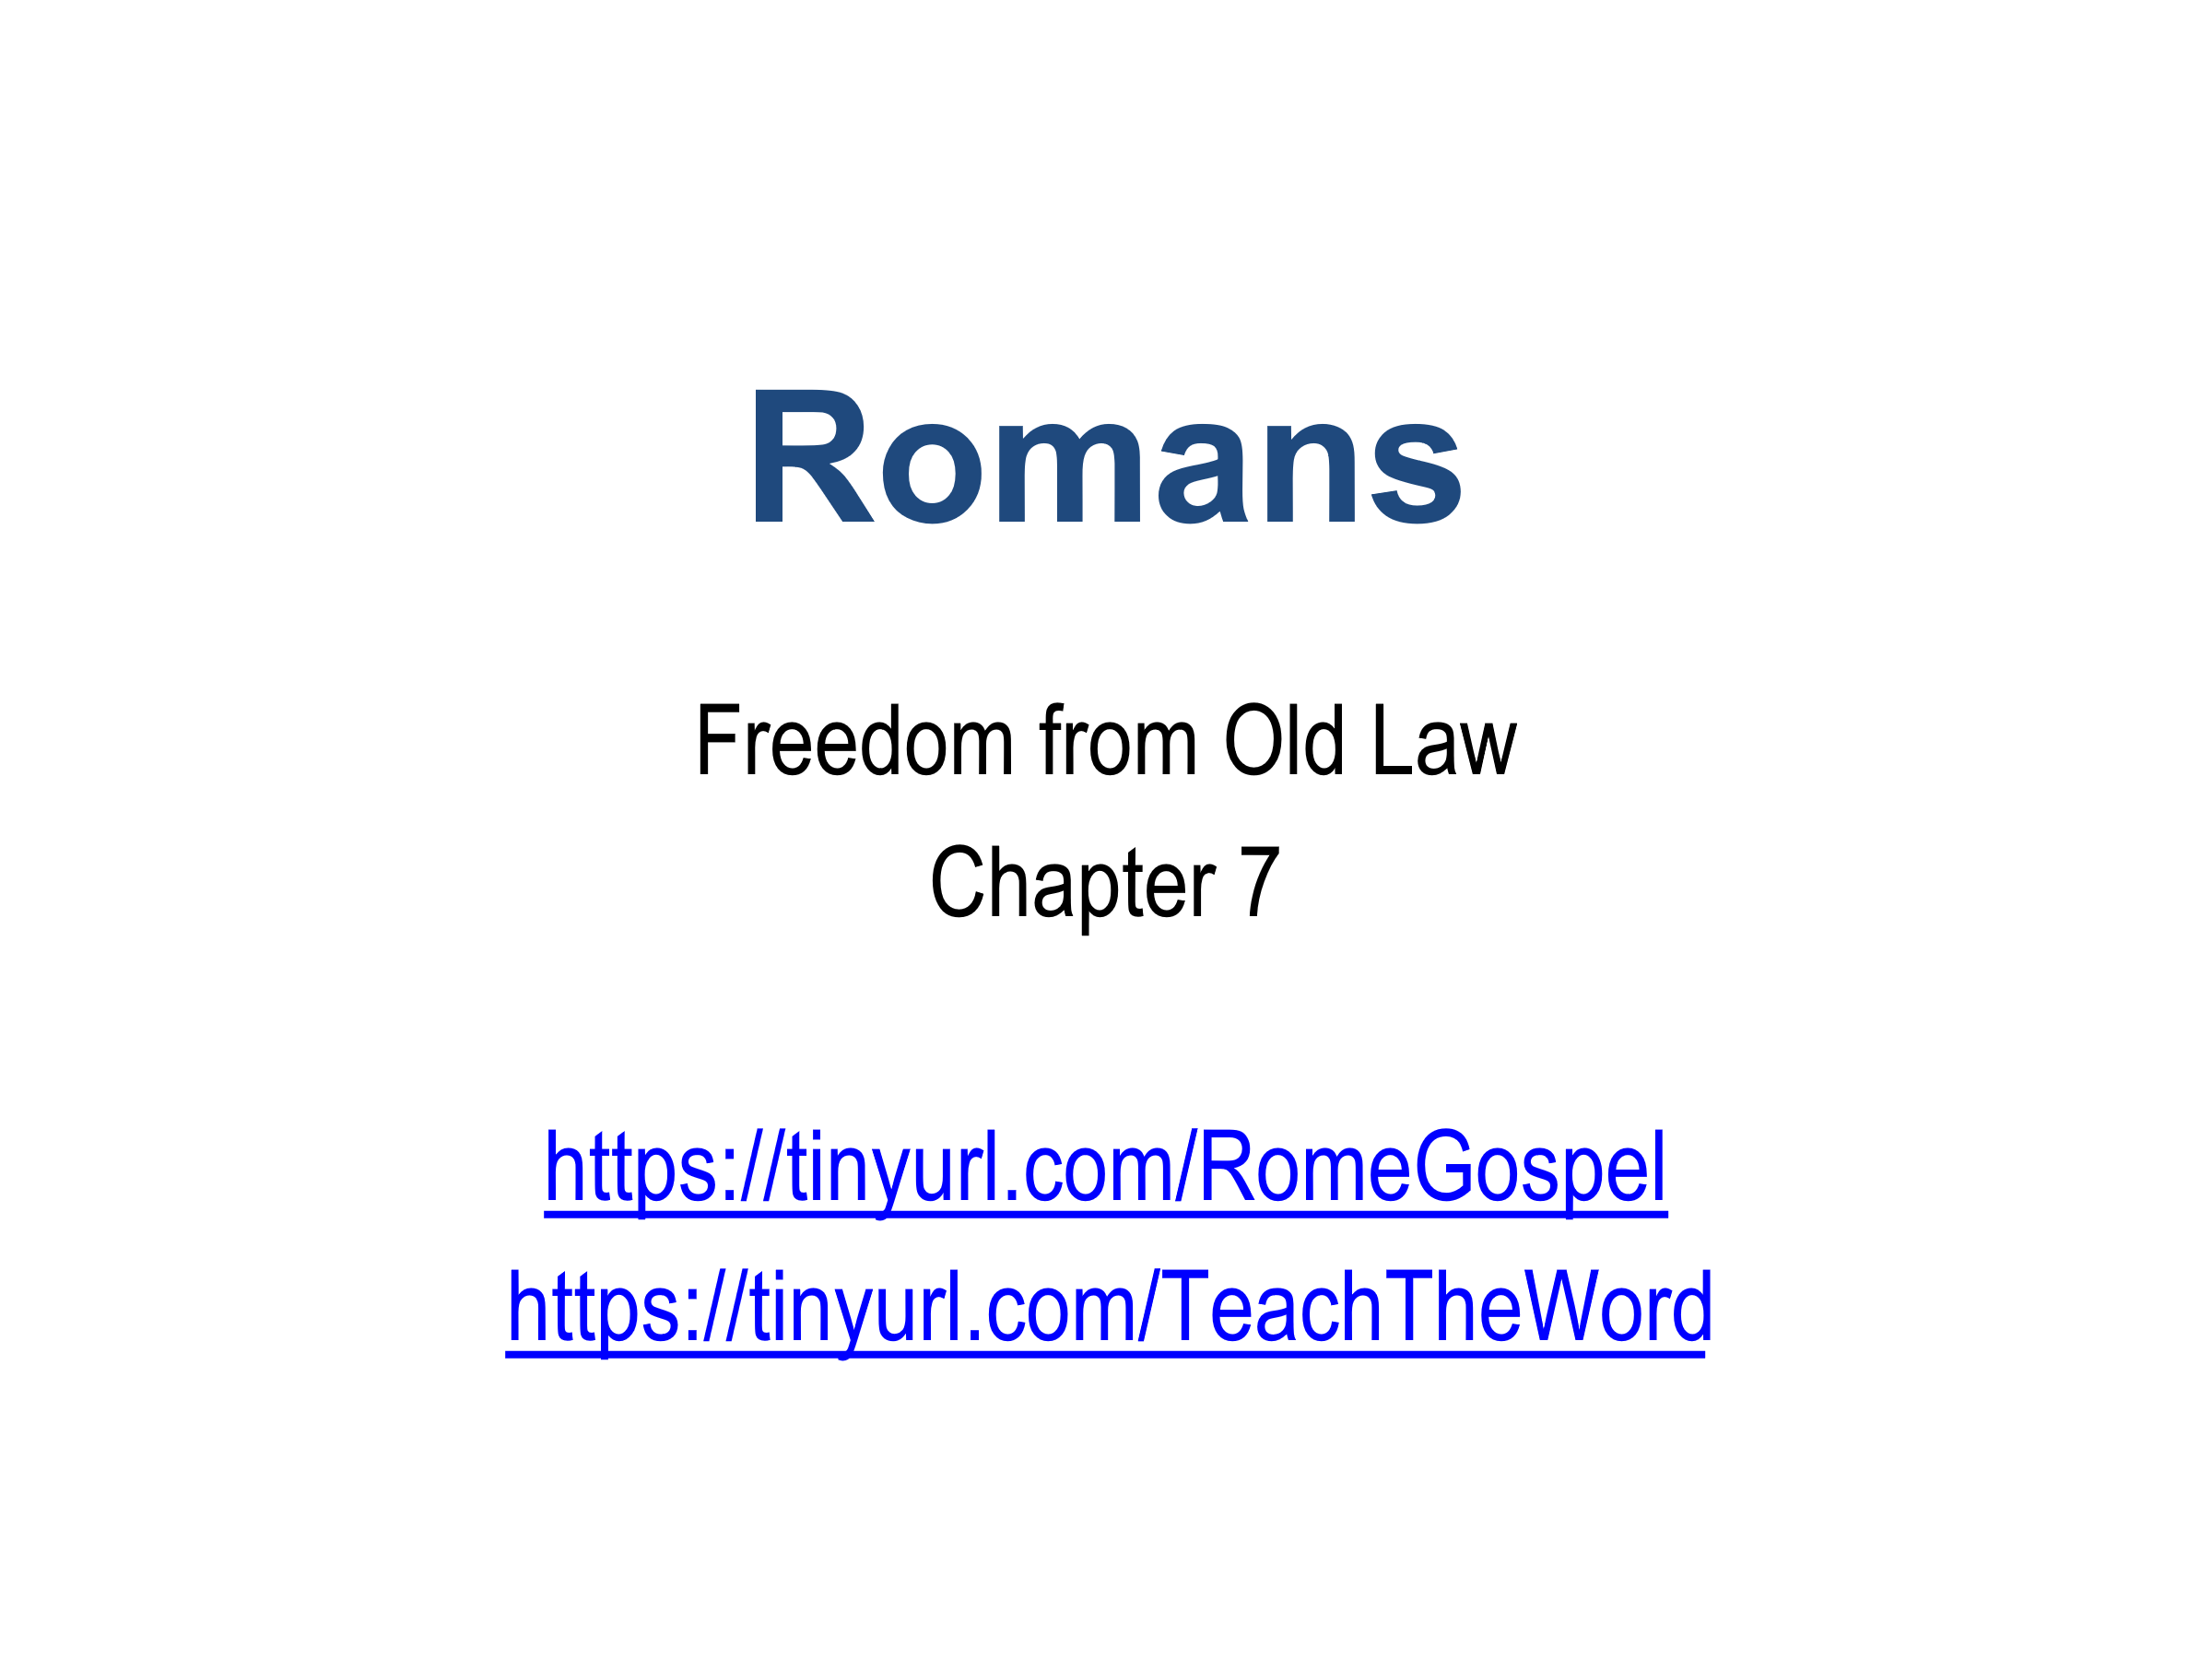 Romans
Freedom from Old Law
Chapter 7
https://tinyurl.com/RomeGospel
https://tinyurl.com/TeachTheWord